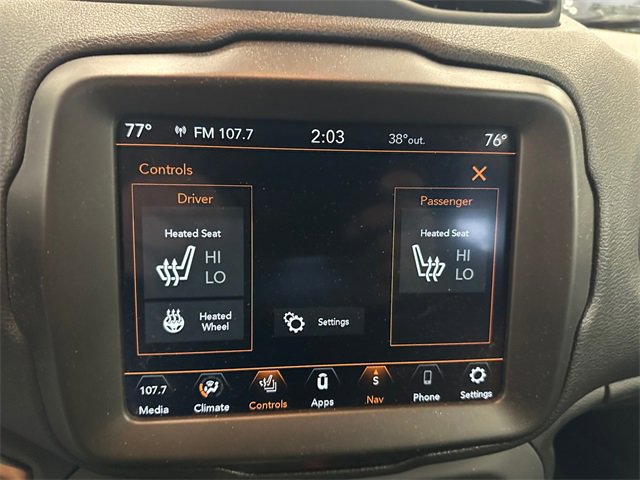 77° FM 107.7 2:03 38°out. 76°
Controls
Driver
Passenger
Heated Seat
HI
LO
Heated Seat
HI
LO
Heated
Wheel
Settings
107.7
Media
Climate
Controls
Apps
S
Nav
Phone
Settings